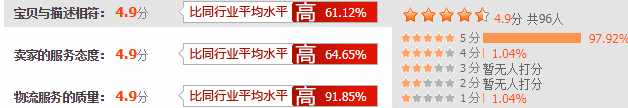 宝贝与描述相符： 4.9分 比同行业平均水平 高 61.12%
卖家的服务态度： 4.9分 比同行业平均水平 高 64.65%
物流服务的质量： 4.9分 比同行业平均水平 高 91.85%
4.9分 共96人
5 分 97.92%
4 分 1.04%
3 分 暂无人打分
2 分 暂无人打分
1 分 1.04%